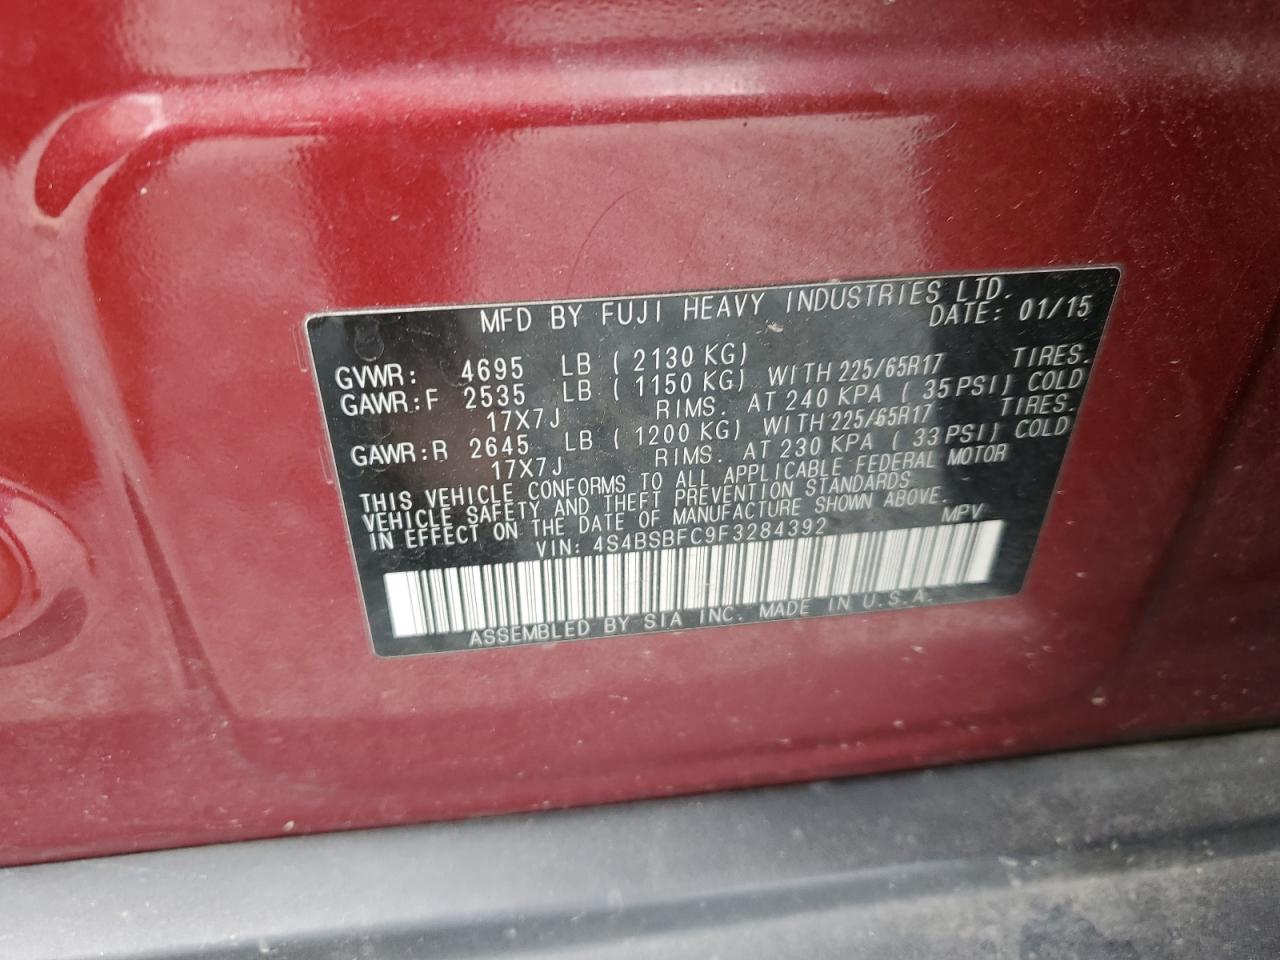 MFD BY FUJI HEAVY INDUSTRIES LTD.
DATE: 01/15
GVWR: 4695 LB ( 2130 KG)
GAWR:F 2535 LB ( 1150 KG) WITH 225/65R17 TIRES.
17X7J RIMS. AT 240 KPA ( 35 PSI) COLD
GAWR:R 2645 LB ( 1200 KG) WITH 225/65R17 TIRES.
17X7J RIMS. AT 230 KPA ( 33 PSI) COLD
THIS VEHICLE CONFORMS TO ALL APPLICABLE FEDERAL MOTOR
VEHICLE SAFETY AND THEFT PREVENTION STANDARDS
IN EFFECT ON THE DATE OF MANUFACTURE SHOWN ABOVE.
VIN: 4S4BSBFC9F3284392 MPV
ASSEMBLED BY SIA INC. MADE IN U.S.A.